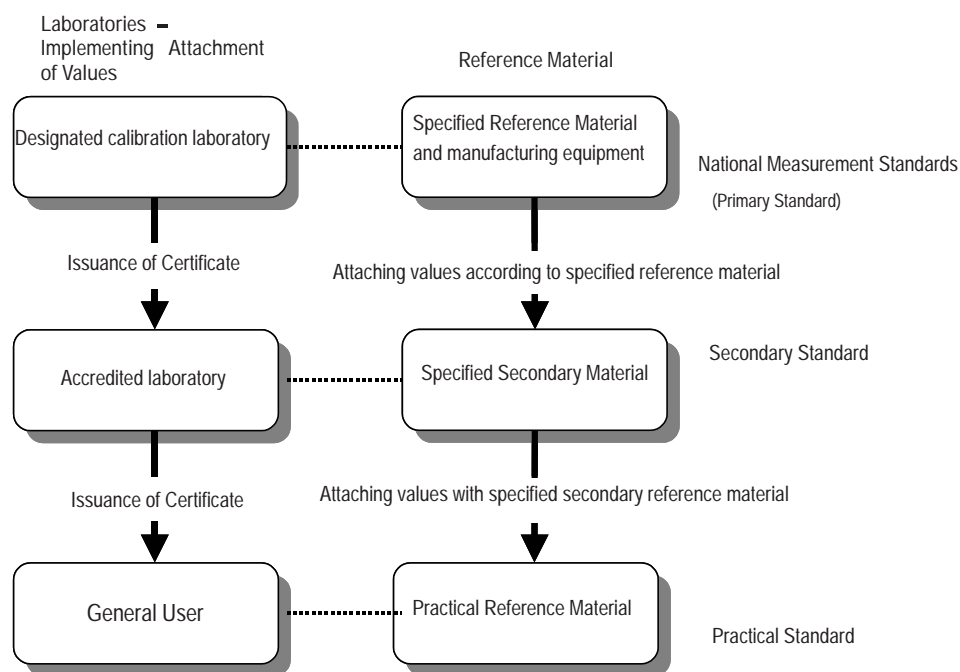 Laboratories –
Implementing Attachment
of Values
Reference Material
Designated calibration laboratory
Specified Reference Material
and manufacturing equipment
National Measurement Standards
(Primary Standard)
Issuance of Certificate
Attaching values according to specified reference material
Accredited laboratory
Specified Secondary Material
Secondary Standard
Issuance of Certificate
Attaching values with specified secondary reference material
General User
Practical Reference Material
Practical Standard